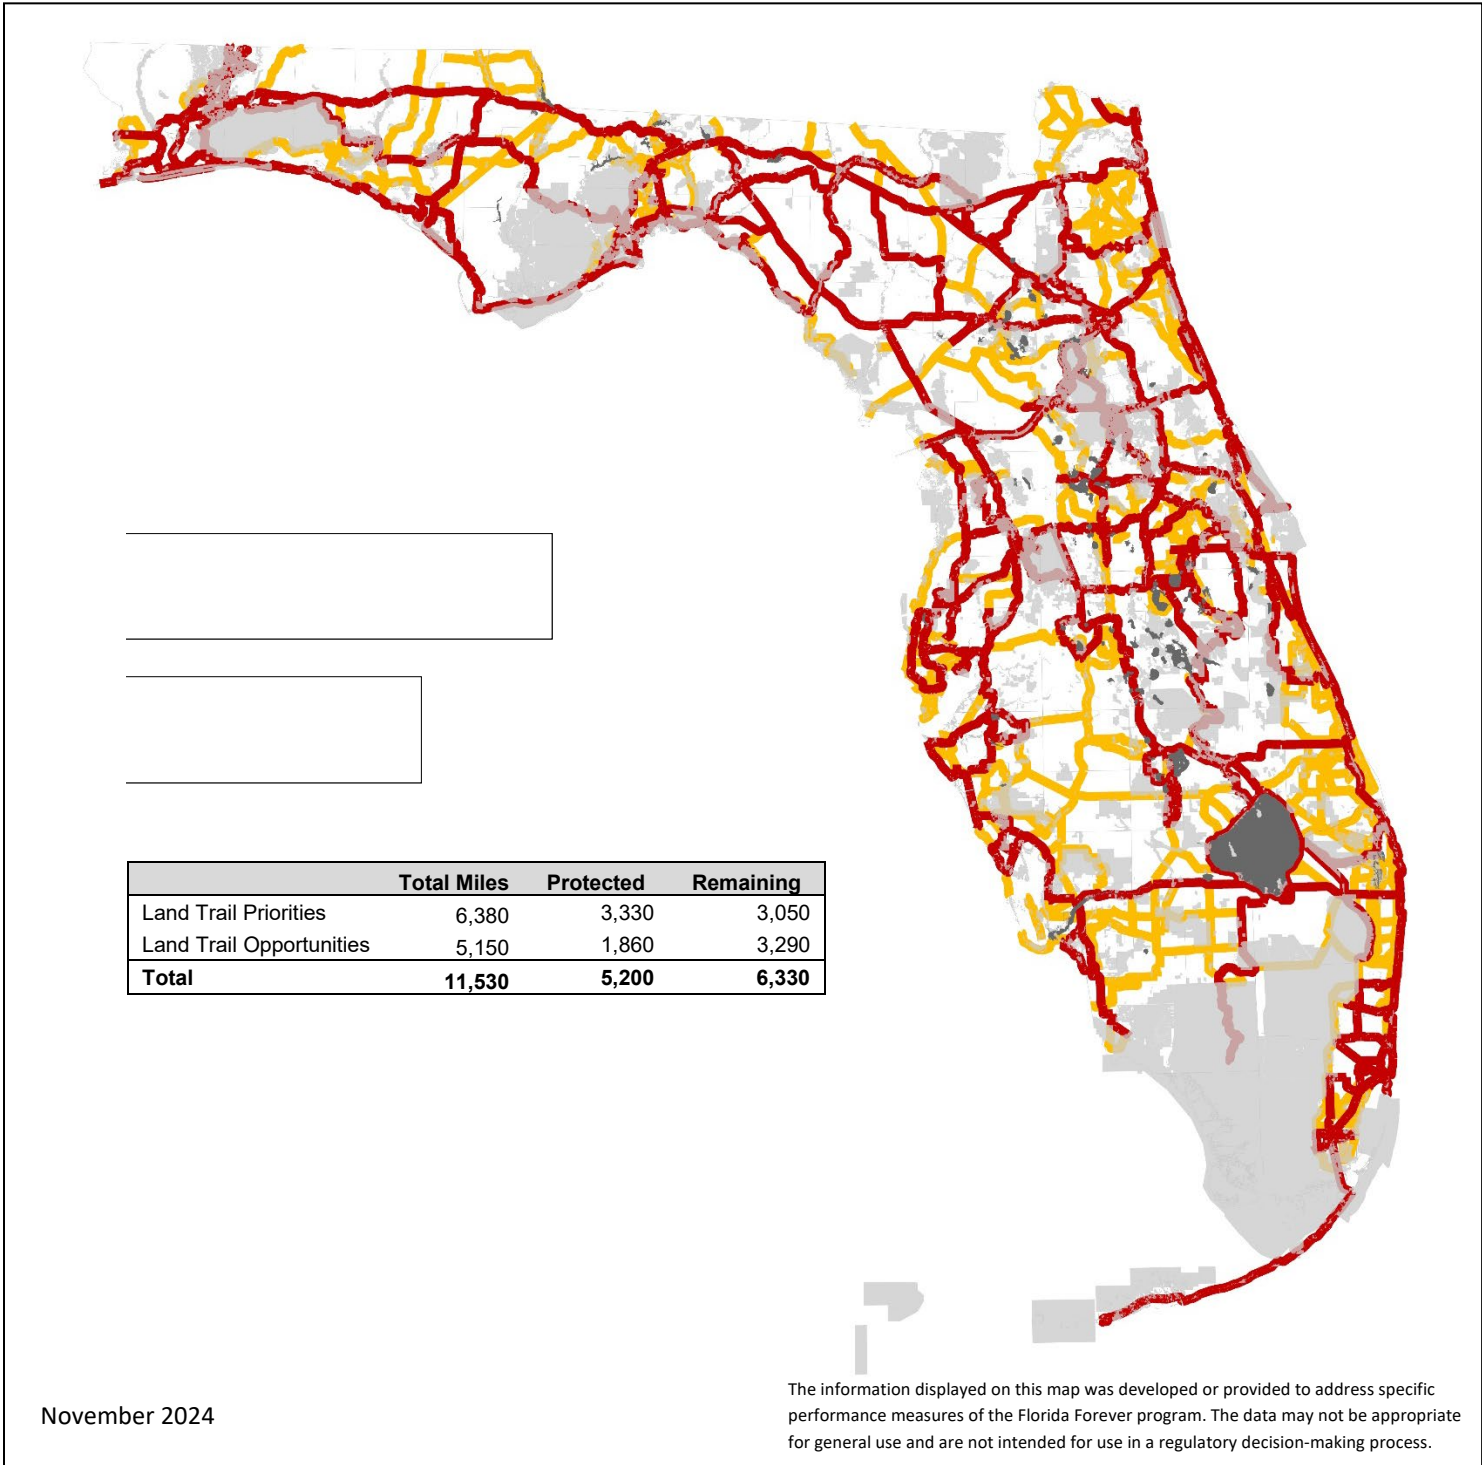 Total Miles Protected Remaining
Land Trail Priorities 6,380 3,330 3,050
Land Trail Opportunities 5,150 1,860 3,290
Total 11,530 5,200 6,330
November 2024
The information displayed on this map was developed or provided to address specific
performance measures of the Florida Forever program. The data may not be appropriate
for general use and are not intended for use in a regulatory decision-making process.